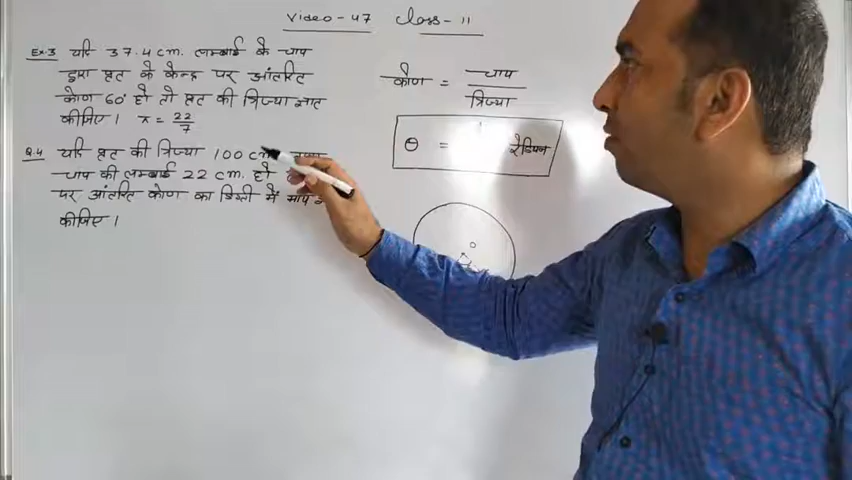 Video - 47 Class - 11
Ex.3 यदि 37.4 cm. लम्बाई के चाप
द्वारा वृत के केन्द्र पर आंतरित
कोण 60° हो तो वृत की त्रिज्या ज्ञात
कीजिए । π = 22/7
Q.4 यदि वृत की त्रिज्या 100 cm
चाप की लम्बाई 22 cm. हो
पर आंतरित कोण का डिग्री में माप
कीजिए ।
कोण = चाप / त्रिज्या
θ = रेडियन
O